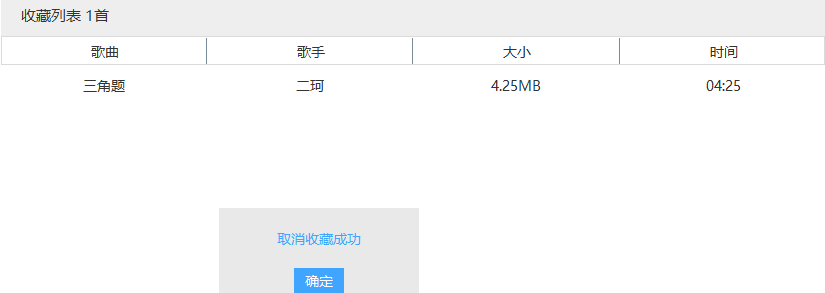 收藏列表 1首
歌曲 歌手 大小 时间
三角题 二珂 4.25MB 04:25
取消收藏成功
确定